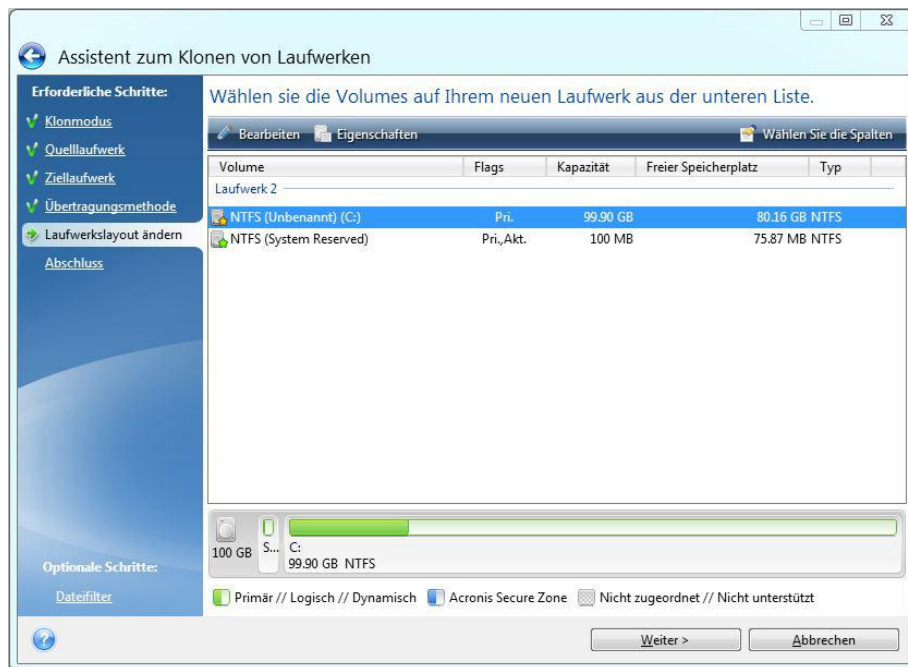 Assistent zum Klonen von Laufwerken
Erforderliche Schritte:
Klonmodus
Quelllaufwerk
Ziellaufwerk
Übertragungsmethode
Laufwerkslayout ändern
Abschluss
Optionale Schritte:
Dateifilter
Wählen sie die Volumes auf Ihrem neuen Laufwerk aus der unteren Liste.
Bearbeiten Eigenschaften Wählen Sie die Spalten
Volume Flags Kapazität Freier Speicherplatz Typ
Laufwerk 2
NTFS (Unbenannt) (C:) Pri. 99.90 GB 80.16 GB NTFS
NTFS (System Reserved) Pri.,Akt. 100 MB 75.87 MB NTFS
100 GB S... C:
99.90 GB NTFS
Primär // Logisch // Dynamisch Acronis Secure Zone Nicht zugeordnet // Nicht unterstützt
Weiter > Abbrechen